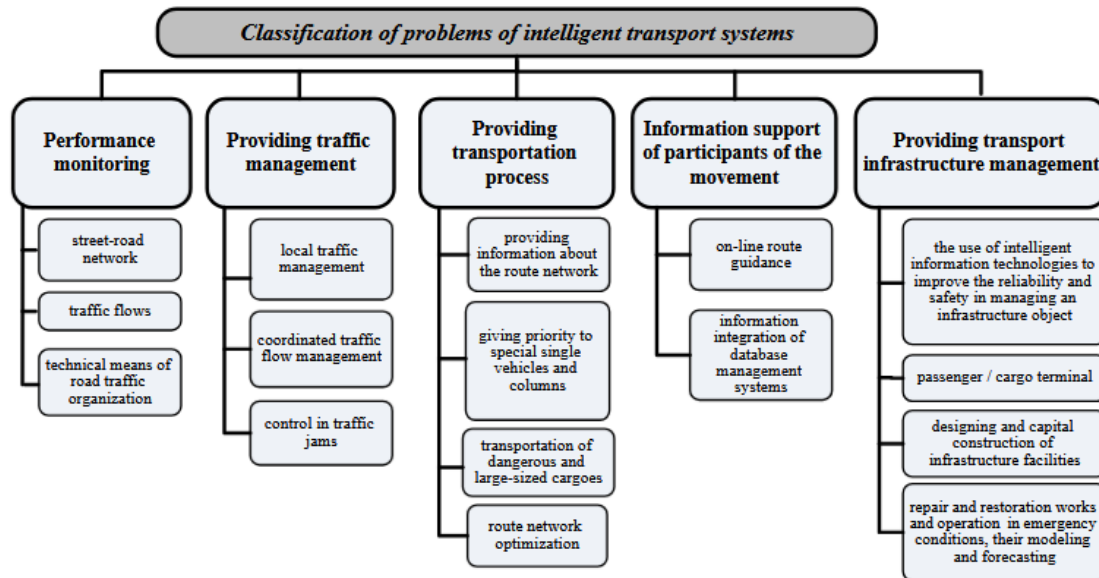 Classification of problems of intelligent transport systems
Performance
monitoring
street-road
network
traffic flows
technical means of
road traffic
organization
Providing traffic
management
local traffic
management
coordinated traffic
flow management
control in traffic
jams
Providing
transportation
process
providing
information about
the route network
giving priority to
special single
vehicles and
columns
transportation of
dangerous and
large-sized cargoes
route network
optimization
Information support
of participants of the
movement
on-line route
guidance
information
integration of
database
management
systems
Providing transport
infrastructure management
the use of intelligent
information technologies to
improve the reliability and
safety in managing an
infrastructure object
passenger / cargo terminal
designing and capital
construction of
infrastructure facilities
repair and restoration works
and operation in emergency
conditions, their modeling
and forecasting